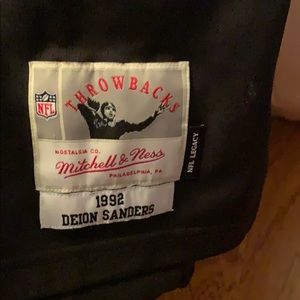 THROWBACKS
NFL
NOSTALGIA CO.
Mitchell & Ness
PHILADELPHIA, PA.
NFL LEGACY
1992
DEION SANDERS